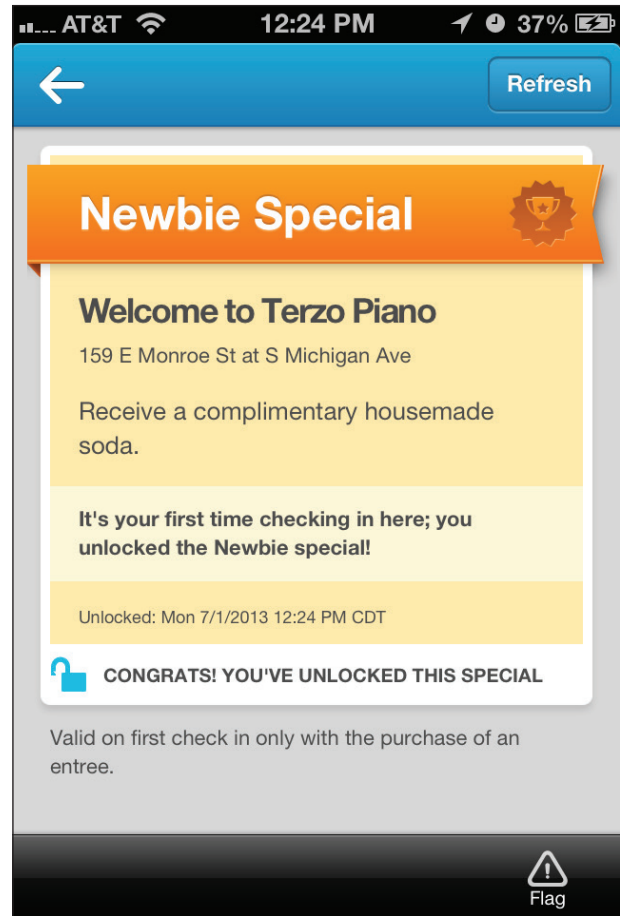 AT&T 12:24 PM 37%
Refresh
Newbie Special
Welcome to Terzo Piano
159 E Monroe St at S Michigan Ave
Receive a complimentary housemade
soda.
It's your first time checking in here; you
unlocked the Newbie special!
Unlocked: Mon 7/1/2013 12:24 PM CDT
CONGRATS! YOU'VE UNLOCKED THIS SPECIAL
Valid on first check in only with the purchase of an
entree.
Flag